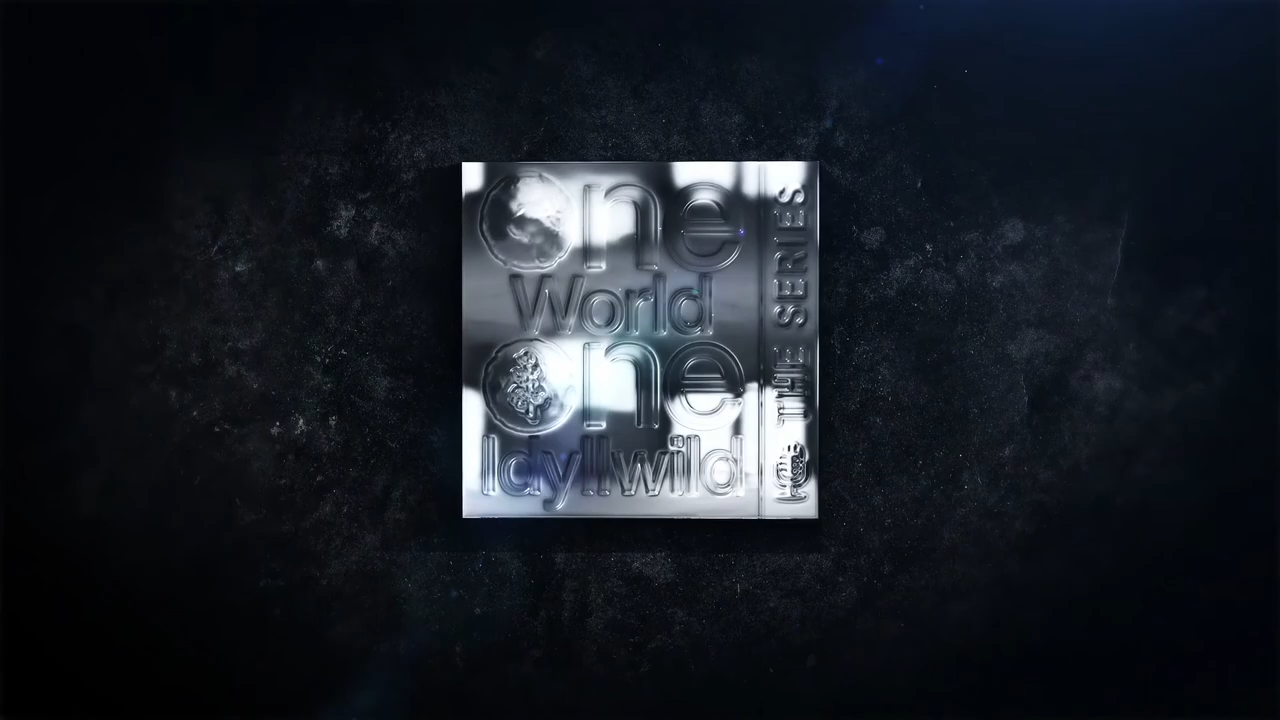 One
World
One
Idyllwild
THE SERIES